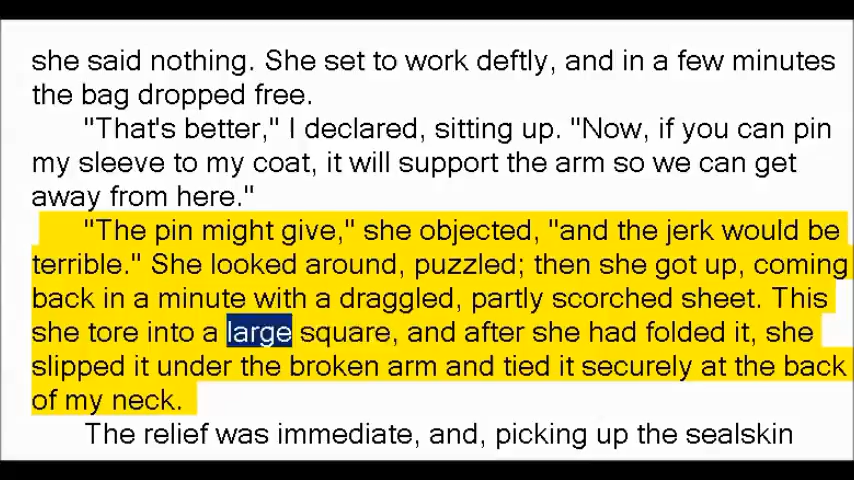 she said nothing. She set to work deftly, and in a few minutes
the bag dropped free.
"That's better," I declared, sitting up. "Now, if you can pin
my sleeve to my coat, it will support the arm so we can get
away from here."
"The pin might give," she objected, "and the jerk would be
terrible." She looked around, puzzled; then she got up, coming
back in a minute with a draggled, partly scorched sheet. This
she tore into a large square, and after she had folded it, she
slipped it under the broken arm and tied it securely at the back
of my neck.
The relief was immediate, and, picking up the sealskin